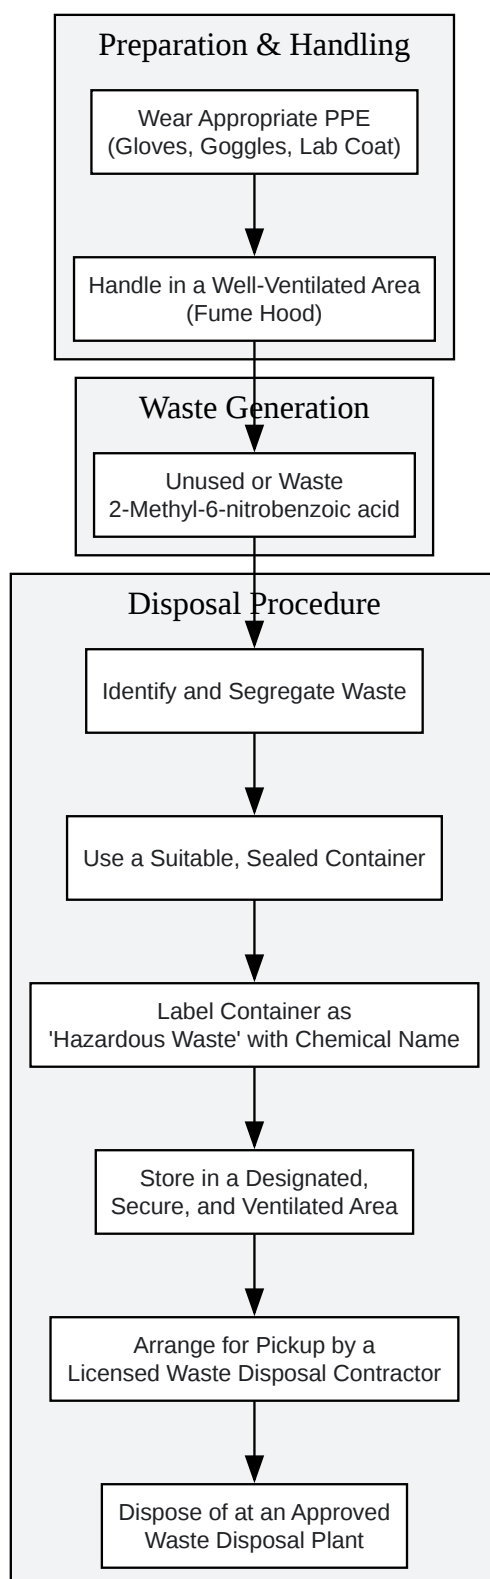 Preparation & Handling
Wear Appropriate PPE
(Gloves, Goggles, Lab Coat)
Handle in a Well-Ventilated Area
(Fume Hood)
Waste Generation
Unused or Waste
2-Methyl-6-nitrobenzoic acid
Disposal Procedure
Identify and Segregate Waste
Use a Suitable, Sealed Container
Label Container as
'Hazardous Waste' with Chemical Name
Store in a Designated,
Secure, and Ventilated Area
Arrange for Pickup by a
Licensed Waste Disposal Contractor
Dispose of at an Approved
Waste Disposal Plant